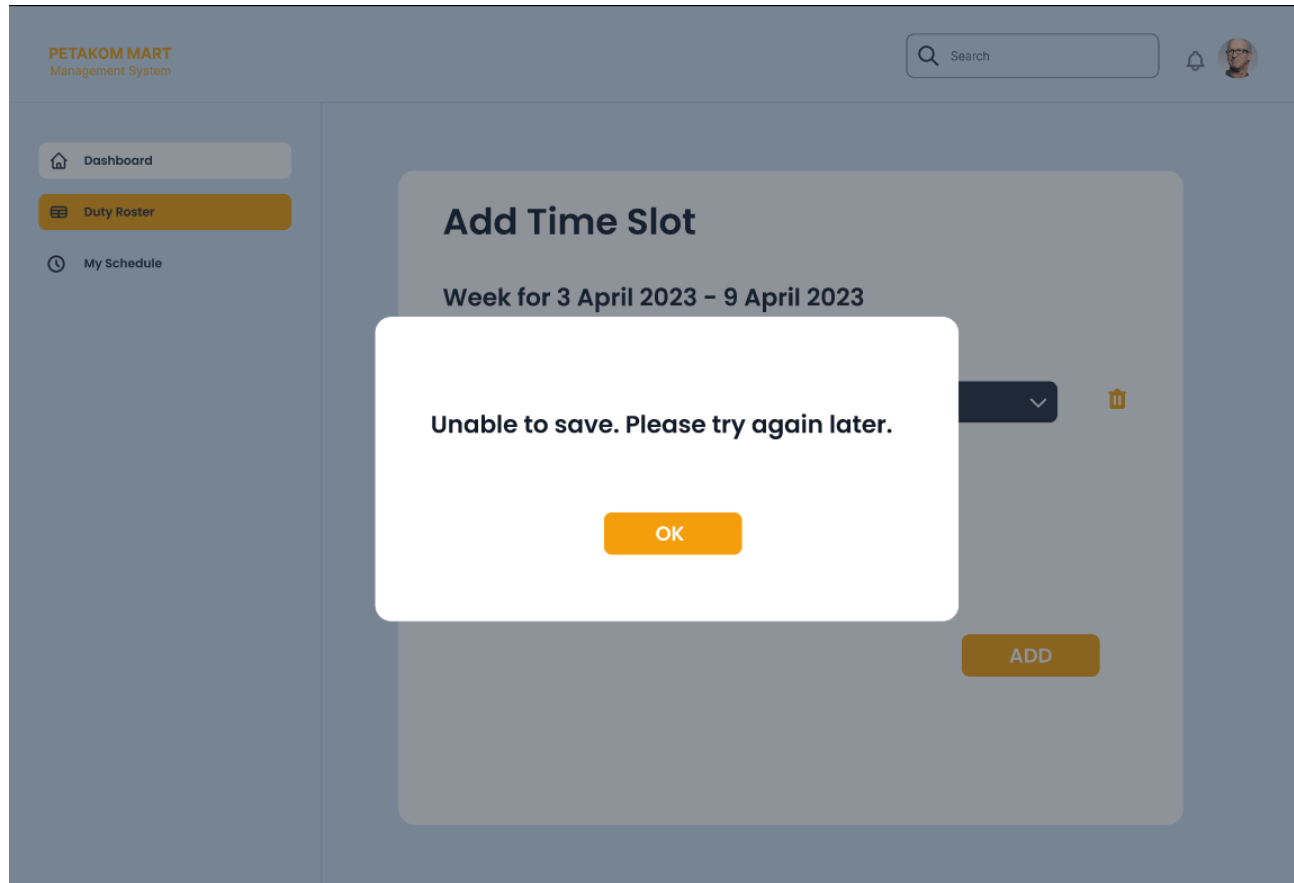 PETAKOM MART
Management System
Search
Dashboard
Duty Roster
My Schedule
Add Time Slot
Week for 3 April 2023 - 9 April 2023
Unable to save. Please try again later.
OK
ADD